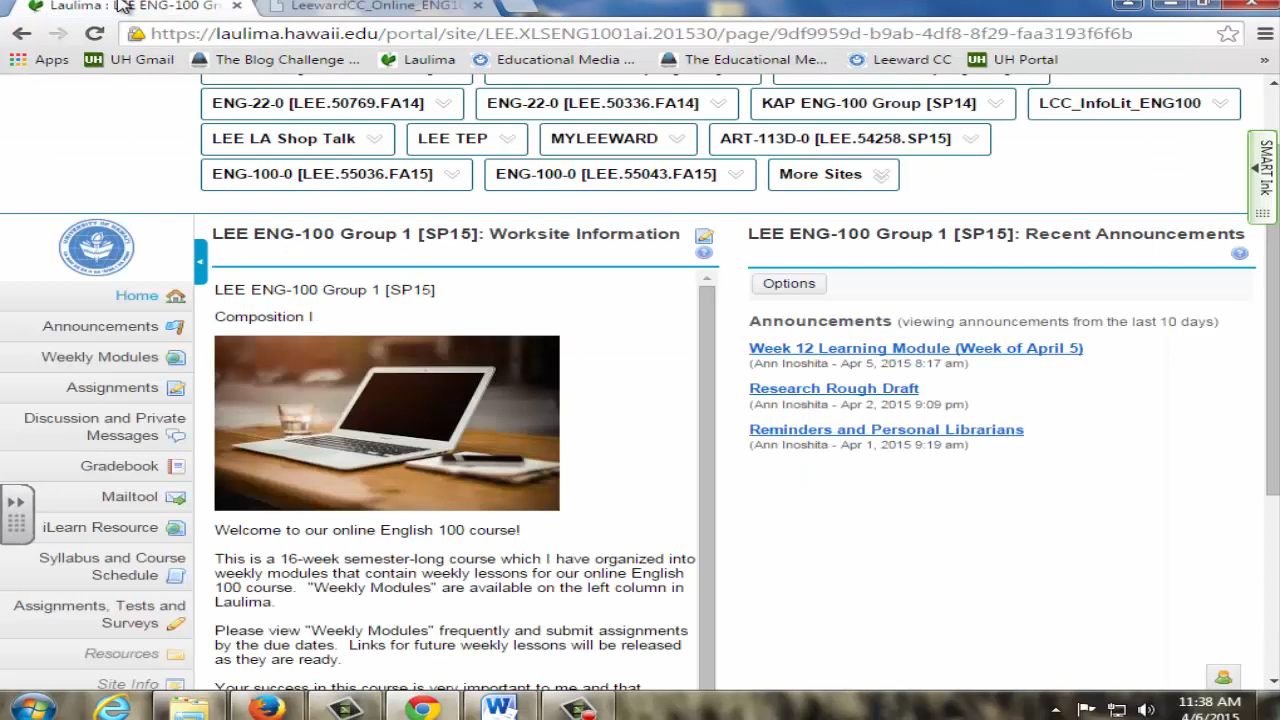 Laulima : LEE ENG-100 Gr
LeewardCC_Online_ENG10
https://laulima.hawaii.edu/portal/site/LEE.XLSENG1001ai.201530/page/9df9959d-b9ab-4df8-8f29-faa3193f6f6b
Apps
UH Gmail
The Blog Challenge ...
Laulima
Educational Media ...
The Educational Me...
Leeward CC
UH Portal
»
ENG-22-0 [LEE.50769.FA14]
ENG-22-0 [LEE.50336.FA14]
KAP ENG-100 Group [SP14]
LCC_InfoLit_ENG100
LEE LA Shop Talk
LEE TEP
MYLEEWARD
ART-113D-0 [LEE.54258.SP15]
ENG-100-0 [LEE.55036.FA15]
ENG-100-0 [LEE.55043.FA15]
More Sites
SMART Ink
Home
Announcements
Weekly Modules
Assignments
Discussion and Private
Messages
Gradebook
Mailtool
iLearn Resource
Syllabus and Course
Schedule
Assignments, Tests and
Surveys
Resources
Site Info
LEE ENG-100 Group 1 [SP15]: Worksite Information
LEE ENG-100 Group 1 [SP15]
Composition I
Welcome to our online English 100 course!
This is a 16-week semester-long course which I have organized into
weekly modules that contain weekly lessons for our online English
100 course. "Weekly Modules" are available on the left column in
Laulima.
Please view "Weekly Modules" frequently and submit assignments
by the due dates. Links for future weekly lessons will be released
as they are ready.
Your success in this course is very important to me and that
LEE ENG-100 Group 1 [SP15]: Recent Announcements
Options
Announcements (viewing announcements from the last 10 days)
Week 12 Learning Module (Week of April 5)
(Ann Inoshita - Apr 5, 2015 8:17 am)
Research Rough Draft
(Ann Inoshita - Apr 2, 2015 9:09 pm)
Reminders and Personal Librarians
(Ann Inoshita - Apr 1, 2015 9:19 am)
11:38 AM
4/6/2015